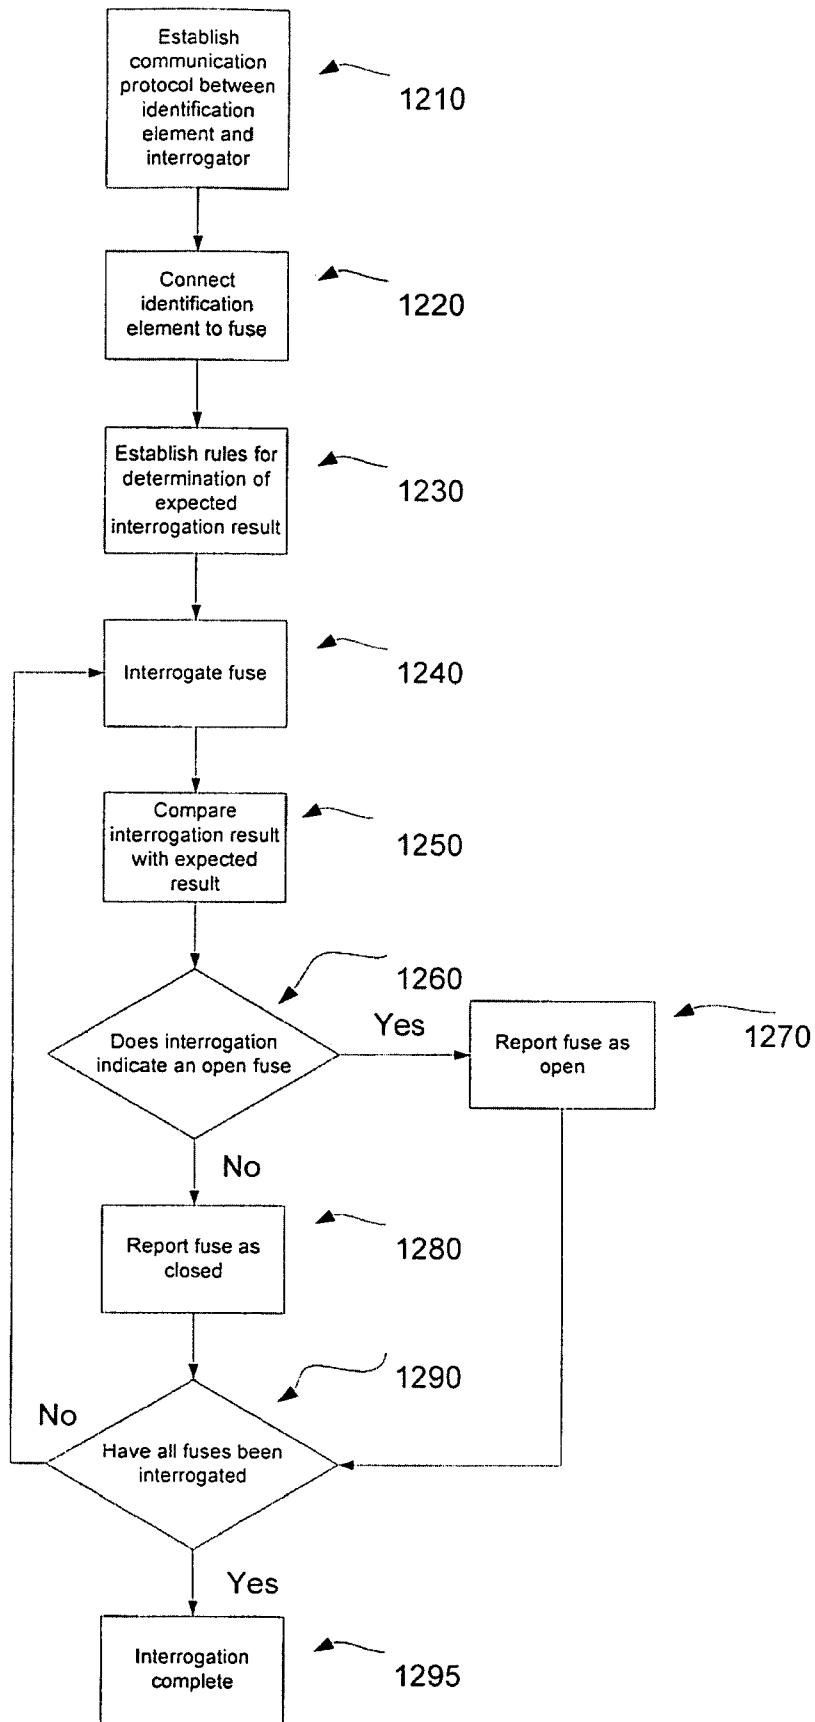 Establish
communication
protocol between
identification
element and
interrogator
1210
Connect
identification
element to fuse
1220
Establish rules for
determination of
expected
interrogation result
1230
Interrogate fuse
1240
Compare
interrogation result
with expected
result
1250
1260
Does interrogation
indicate an open fuse
Yes
Report fuse as
open
1270
No
Report fuse as
closed
1280
1290
No
Have all fuses been
interrogated
Yes
Interrogation
complete
1295